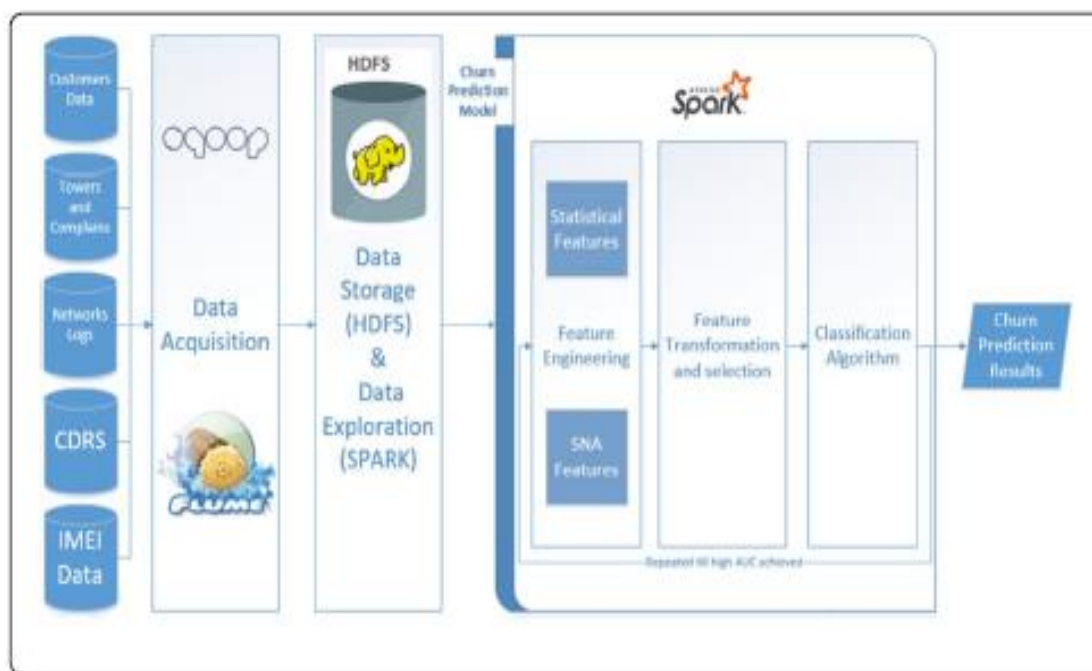 Customers
Data
Towers
and
Complains
Networks
Logs
CDRS
IMEI
Data
sqoop
Data
Acquisition
FLUME
HDFS
Data
Storage
(HDFS)
&
Data
Exploration
(SPARK)
Churn
Prediction
Model
APACHE
Spark
Statistical
Features
Feature
Engineering
SNA
Features
Feature
Transformation
and selection
Classification
Algorithm
Repeated till high AUC achieved
Churn
Prediction
Results